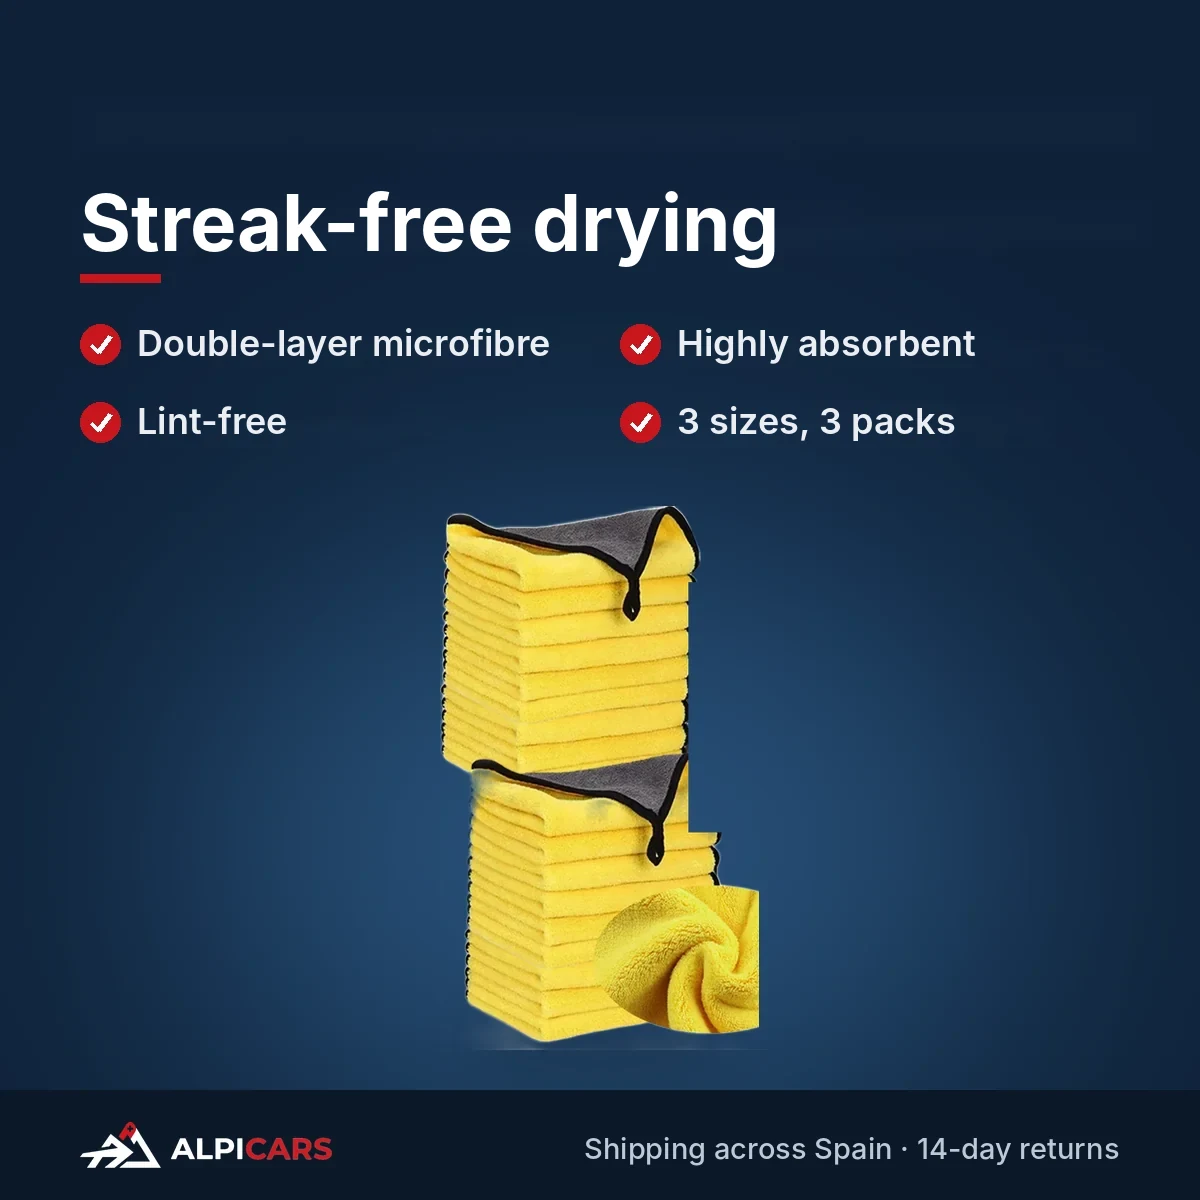 Streak-free drying
Double-layer microfibre
Highly absorbent
Lint-free
3 sizes, 3 packs
ALPICARS
Shipping across Spain · 14-day returns